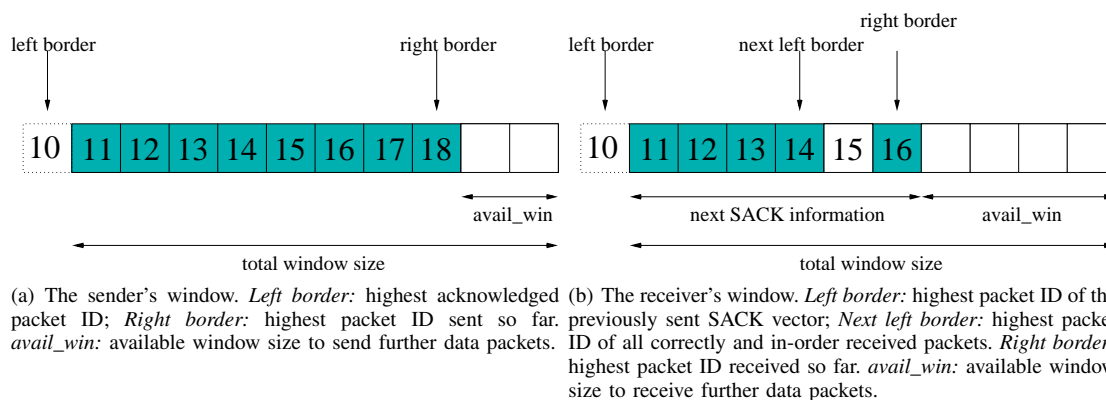 left border
right border
10 11 12 13 14 15 16 17 18
avail_win
total window size
(a) The sender's window. Left border: highest acknowledged
packet ID; Right border: highest packet ID sent so far.
avail_win: available window size to send further data packets.
right border
left border
next left border
10 11 12 13 14 15 16
next SACK information
avail_win
total window size
(b) The receiver's window. Left border: highest packet ID of th
previously sent SACK vector; Next left border: highest packe
ID of all correctly and in-order received packets. Right border
highest packet ID received so far. avail_win: available window
size to receive further data packets.